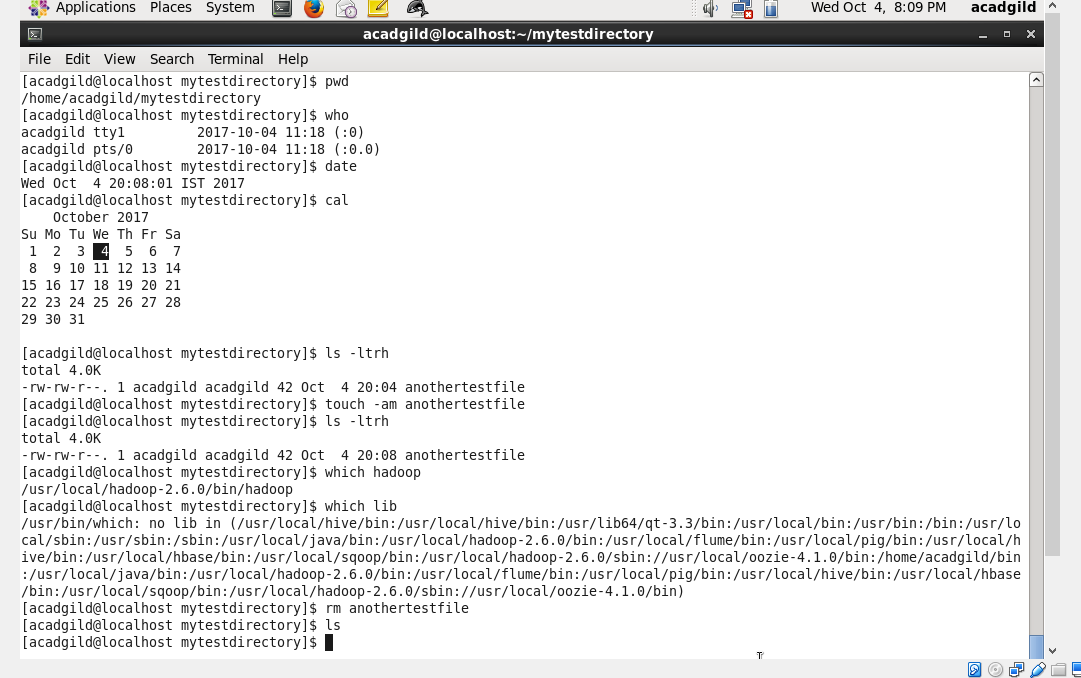 Applications Places System Wed Oct 4, 8:09 PM acadgild
acadgild@localhost:~/mytestdirectory
File Edit View Search Terminal Help
[acadgild@localhost mytestdirectory]$ pwd
/home/acadgild/mytestdirectory
[acadgild@localhost mytestdirectory]$ who
acadgild tty1         2017-10-04 11:18 (:0)
acadgild pts/0        2017-10-04 11:18 (:0.0)
[acadgild@localhost mytestdirectory]$ date
Wed Oct  4 20:08:01 IST 2017
[acadgild@localhost mytestdirectory]$ cal
    October 2017
Su Mo Tu We Th Fr Sa
 1  2  3  4  5  6  7
 8  9 10 11 12 13 14
15 16 17 18 19 20 21
22 23 24 25 26 27 28
29 30 31
[acadgild@localhost mytestdirectory]$ ls -ltrh
total 4.0K
-rw-rw-r--. 1 acadgild acadgild 42 Oct  4 20:04 anothertestfile
[acadgild@localhost mytestdirectory]$ touch -am anothertestfile
[acadgild@localhost mytestdirectory]$ ls -ltrh
total 4.0K
-rw-rw-r--. 1 acadgild acadgild 42 Oct  4 20:08 anothertestfile
[acadgild@localhost mytestdirectory]$ which hadoop
/usr/local/hadoop-2.6.0/bin/hadoop
[acadgild@localhost mytestdirectory]$ which lib
/usr/bin/which: no lib in (/usr/local/hive/bin:/usr/local/hive/bin:/usr/lib64/qt-3.3/bin:/usr/local/bin:/usr/bin:/bin:/usr/lo
cal/sbin:/usr/sbin:/sbin:/usr/local/java/bin:/usr/local/hadoop-2.6.0/bin:/usr/local/flume/bin:/usr/local/pig/bin:/usr/local/h
ive/bin:/usr/local/hbase/bin:/usr/local/sqoop/bin:/usr/local/hadoop-2.6.0/sbin://usr/local/oozie-4.1.0/bin:/home/acadgild/bin
:/usr/local/java/bin:/usr/local/hadoop-2.6.0/bin:/usr/local/flume/bin:/usr/local/pig/bin:/usr/local/hive/bin:/usr/local/hbase
/bin:/usr/local/sqoop/bin:/usr/local/hadoop-2.6.0/sbin://usr/local/oozie-4.1.0/bin)
[acadgild@localhost mytestdirectory]$ rm anothertestfile
[acadgild@localhost mytestdirectory]$ ls
[acadgild@localhost mytestdirectory]$